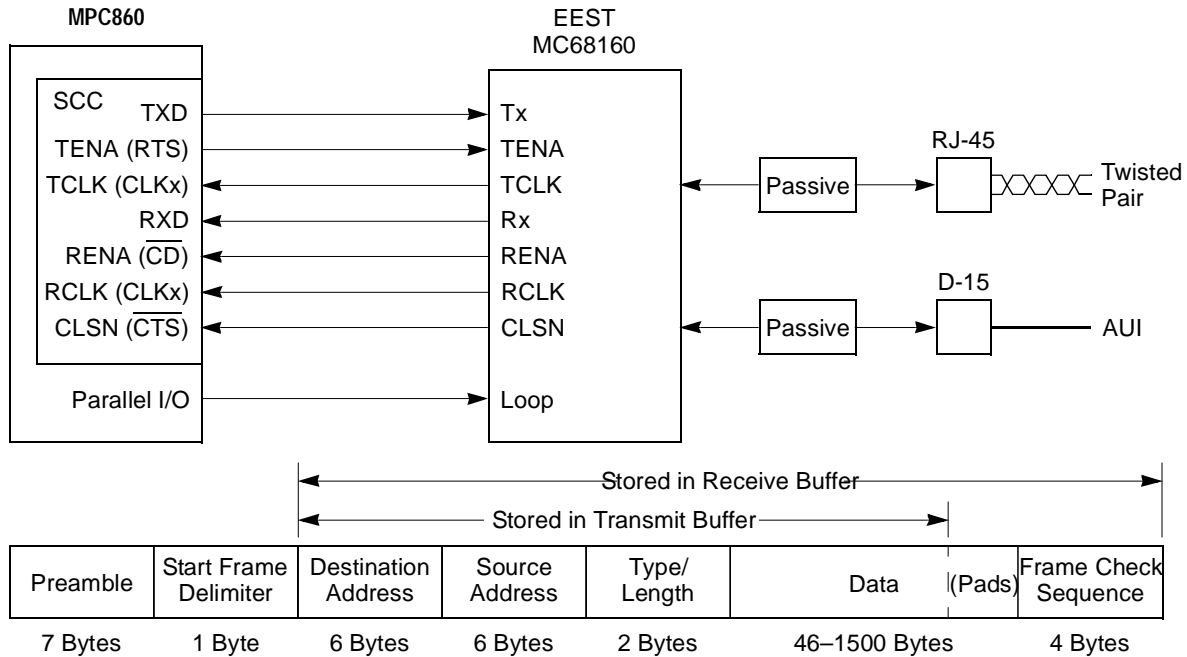 MPC860
EEST
MC68160
SCC
TXD
Tx
TENA (RTS)
TENA
RJ-45
TCLK (CLKx)
TCLK
Passive
Twisted
Pair
RXD
Rx
RENA (CD)
RENA
RCLK (CLKx)
RCLK
D-15
CLSN (CTS)
CLSN
Passive
AUI
Parallel I/O
Loop
Stored in Receive Buffer
Stored in Transmit Buffer
Preamble
Start Frame
Delimiter
Destination
Address
Source
Address
Type/
Length
Data
(Pads)
Frame Check
Sequence
7 Bytes
1 Byte
6 Bytes
6 Bytes
2 Bytes
46–1500 Bytes
4 Bytes